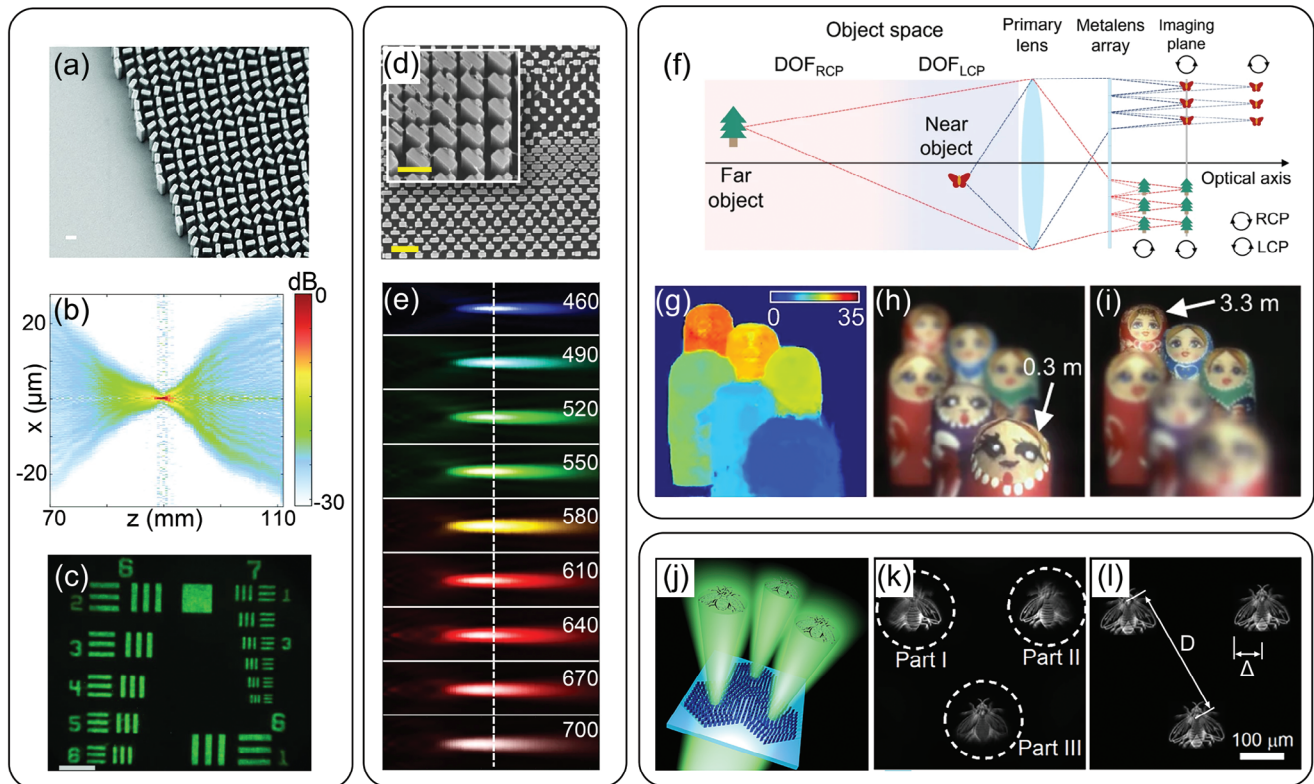 (a)
(b)
dB
0
-30
20
0
-20
x (μm)
70
z (mm)
110
(c)
6
7
2
1
3
3
4
5
6
6
1
(d)
(e)
460
490
520
550
580
610
640
670
700
(f)
Object space
DOFRCP
DOFLCP
Primary lens
Metalens array
Imaging plane
Near object
Far object
Optical axis
RCP
LCP
(g)
0
35
(h)
0.3 m
(i)
3.3 m
(j)
(k)
Part I
Part II
Part III
(l)
D
Δ
100 μm